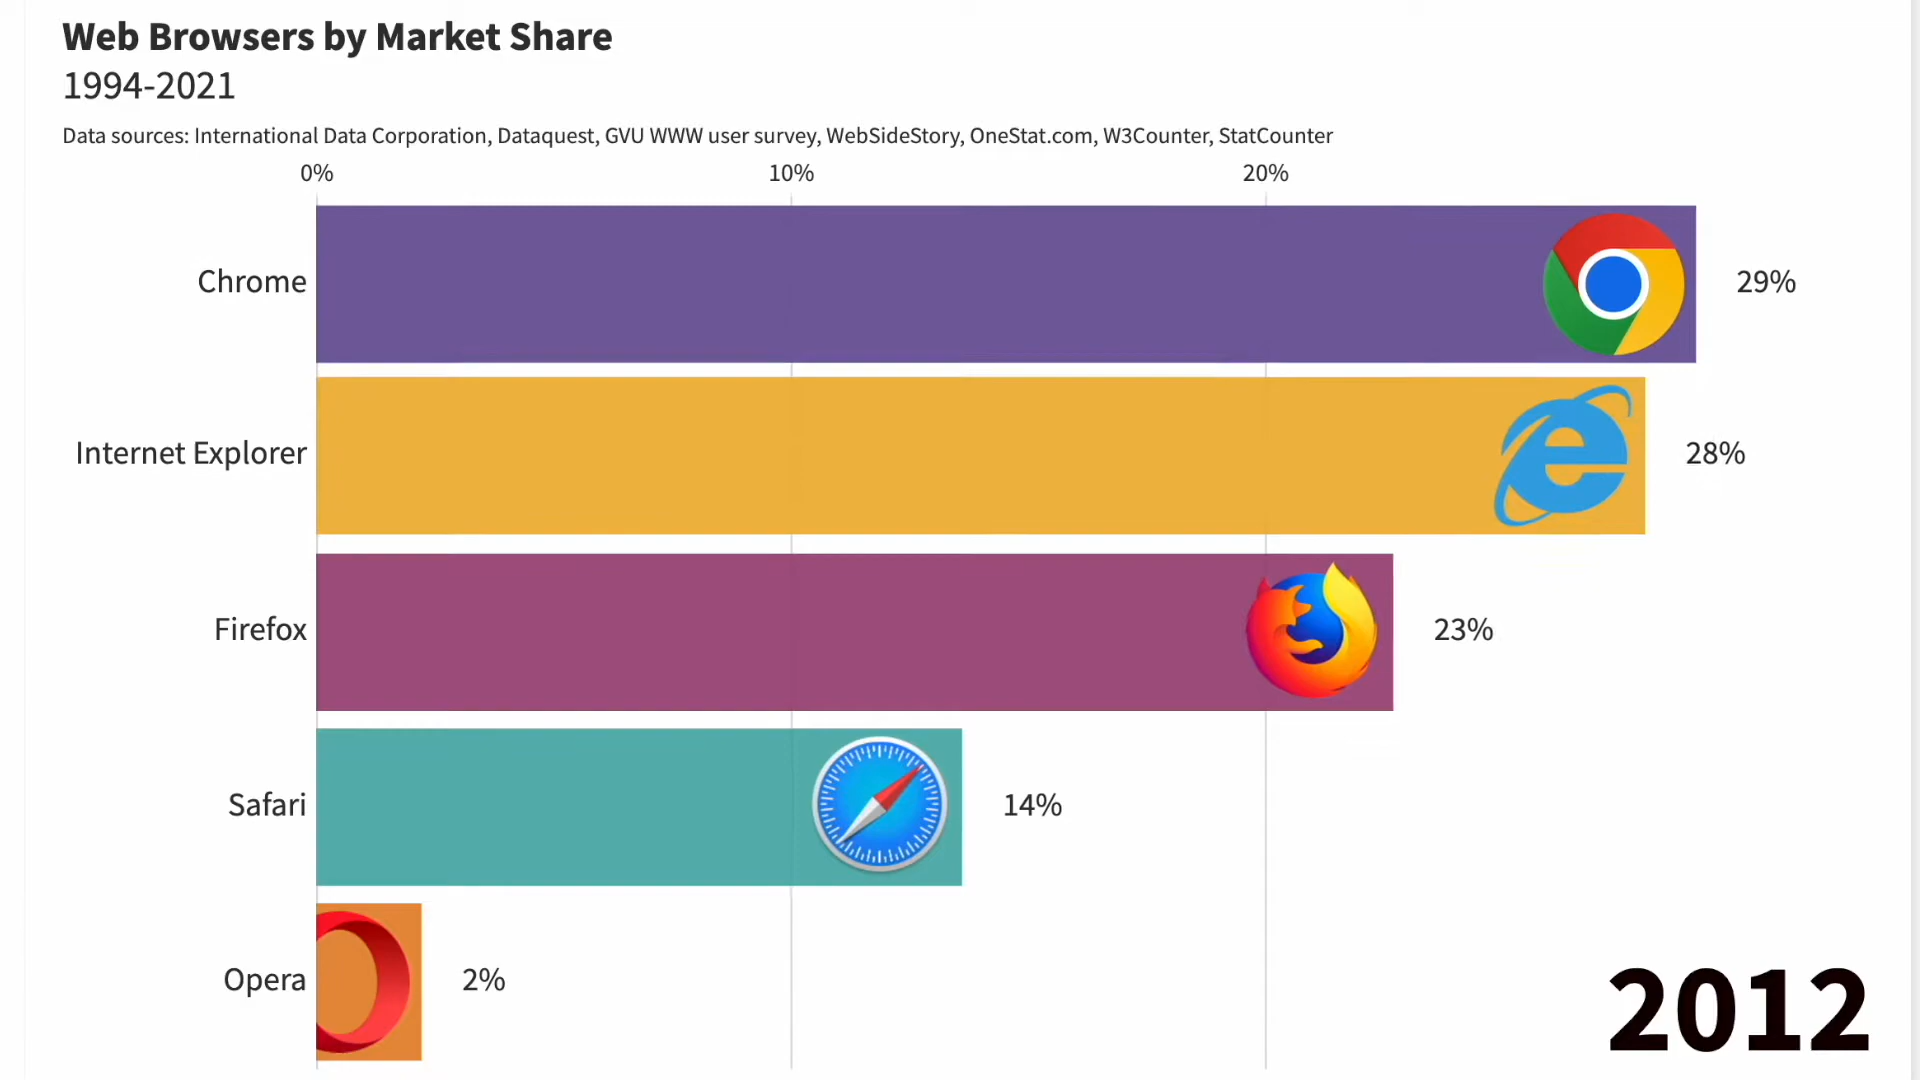 Web Browsers by Market Share
1994-2021
Data sources: International Data Corporation, Dataquest, GVU WWW user survey, WebSideStory, OneStat.com, W3Counter, StatCounter
0% 10% 20%
Chrome 29%
Internet Explorer 28%
Firefox 23%
Safari 14%
Opera 2%
2012